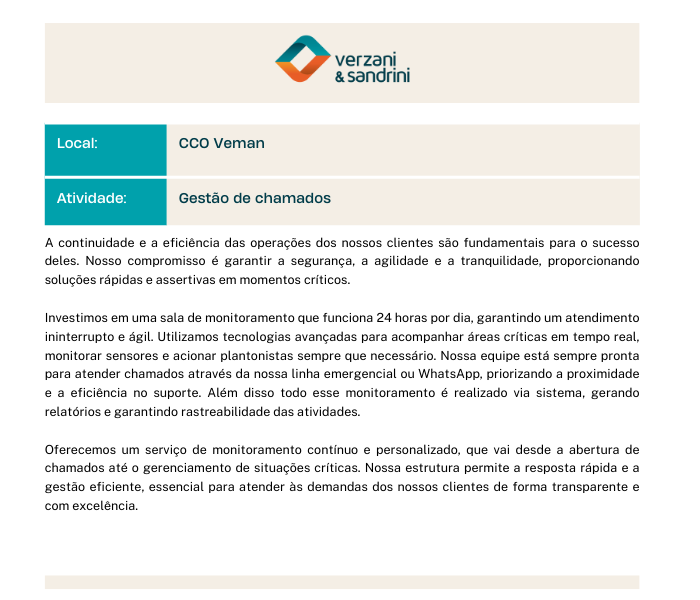 verzani
& sandrini
Local:
CCO Veman
Atividade:
Gestão de chamados
A continuidade e a eficiência das operações dos nossos clientes são fundamentais para o sucesso
deles. Nosso compromisso é garantir a segurança, a agilidade e a tranquilidade, proporcionando
soluções rápidas e assertivas em momentos críticos.
Investimos em uma sala de monitoramento que funciona 24 horas por dia, garantindo um atendimento
ininterrupto e ágil. Utilizamos tecnologias avançadas para acompanhar áreas críticas em tempo real,
monitorar sensores e acionar plantonistas sempre que necessário. Nossa equipe está sempre pronta
para atender chamados através da nossa linha emergencial ou WhatsApp, priorizando a proximidade
e a eficiência no suporte. Além disso todo esse monitoramento é realizado via sistema, gerando
relatórios e garantindo rastreabilidade das atividades.
Oferecemos um serviço de monitoramento contínuo e personalizado, que vai desde a abertura de
chamados até o gerenciamento de situações críticas. Nossa estrutura permite a resposta rápida e a
gestão eficiente, essencial para atender às demandas dos nossos clientes de forma transparente e
com excelência.